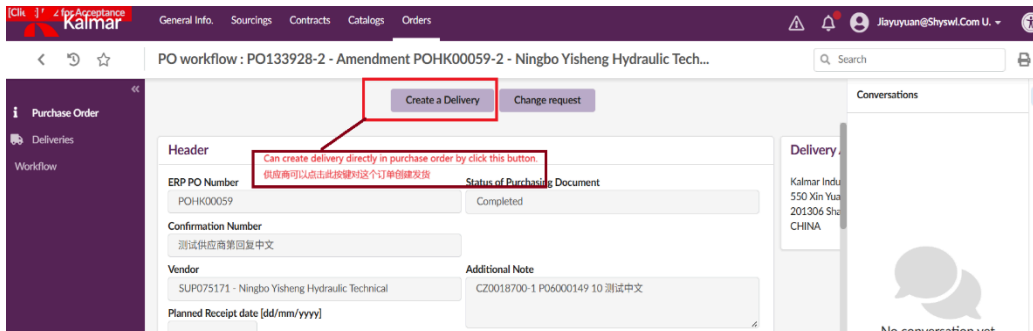 Kalmar
General Info. Sourcings Contracts Catalogs Orders
Jiayuyuan@Shyswl.Com U.
PO workflow : PO133928-2 - Amendment POHK00059-2 - Ningbo Yisheng Hydraulic Tech...
Search
Purchase Order
Deliveries
Workflow
Create a Delivery
Change request
Conversations
Header
Can create delivery directly in purchase order by click this button.
供应商可以点击此按键对这个订单创建发货
Delivery
ERP PO Number
Status of Purchasing Document
POHK00059
Completed
Kalmar Indu
550 Xin Yua
201306 Sha
CHINA
Confirmation Number
测试供应商第回复中文
Vendor
Additional Note
SUP075171 - Ningbo Yisheng Hydraulic Technical
CZ0018700-1 P06000149 10 测试中文
Planned Receipt date [dd/mm/yyyy]
No conversation yet